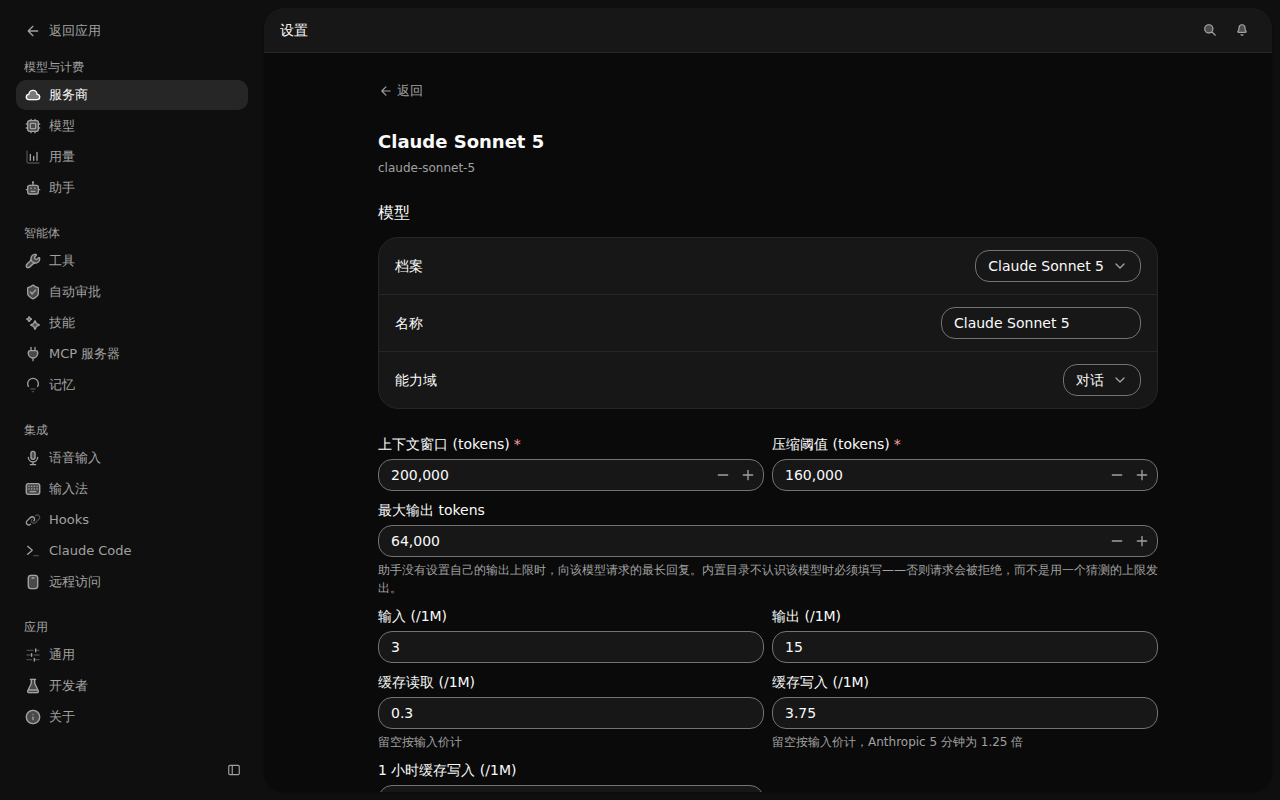 返回应用
模型与计费
服务商
模型
用量
助手
智能体
工具
自动审批
技能
MCP 服务器
记忆
集成
语音输入
输入法
Hooks
Claude Code
远程访问
应用
通用
开发者
关于
设置
返回
Claude Sonnet 5
claude-sonnet-5
模型
档案
Claude Sonnet 5
名称
Claude Sonnet 5
能力域
对话
上下文窗口 (tokens) *
压缩阈值 (tokens) *
200,000
160,000
最大输出 tokens
64,000
助手没有设置自己的输出上限时，向该模型请求的最长回复。内置目录不认识该模型时必须填写——否则请求会被拒绝，而不是用一个猜测的上限发
出。
输入 (/1M)
输出 (/1M)
3
15
缓存读取 (/1M)
缓存写入 (/1M)
0.3
3.75
留空按输入价计
留空按输入价计，Anthropic 5 分钟为 1.25 倍
1 小时缓存写入 (/1M)